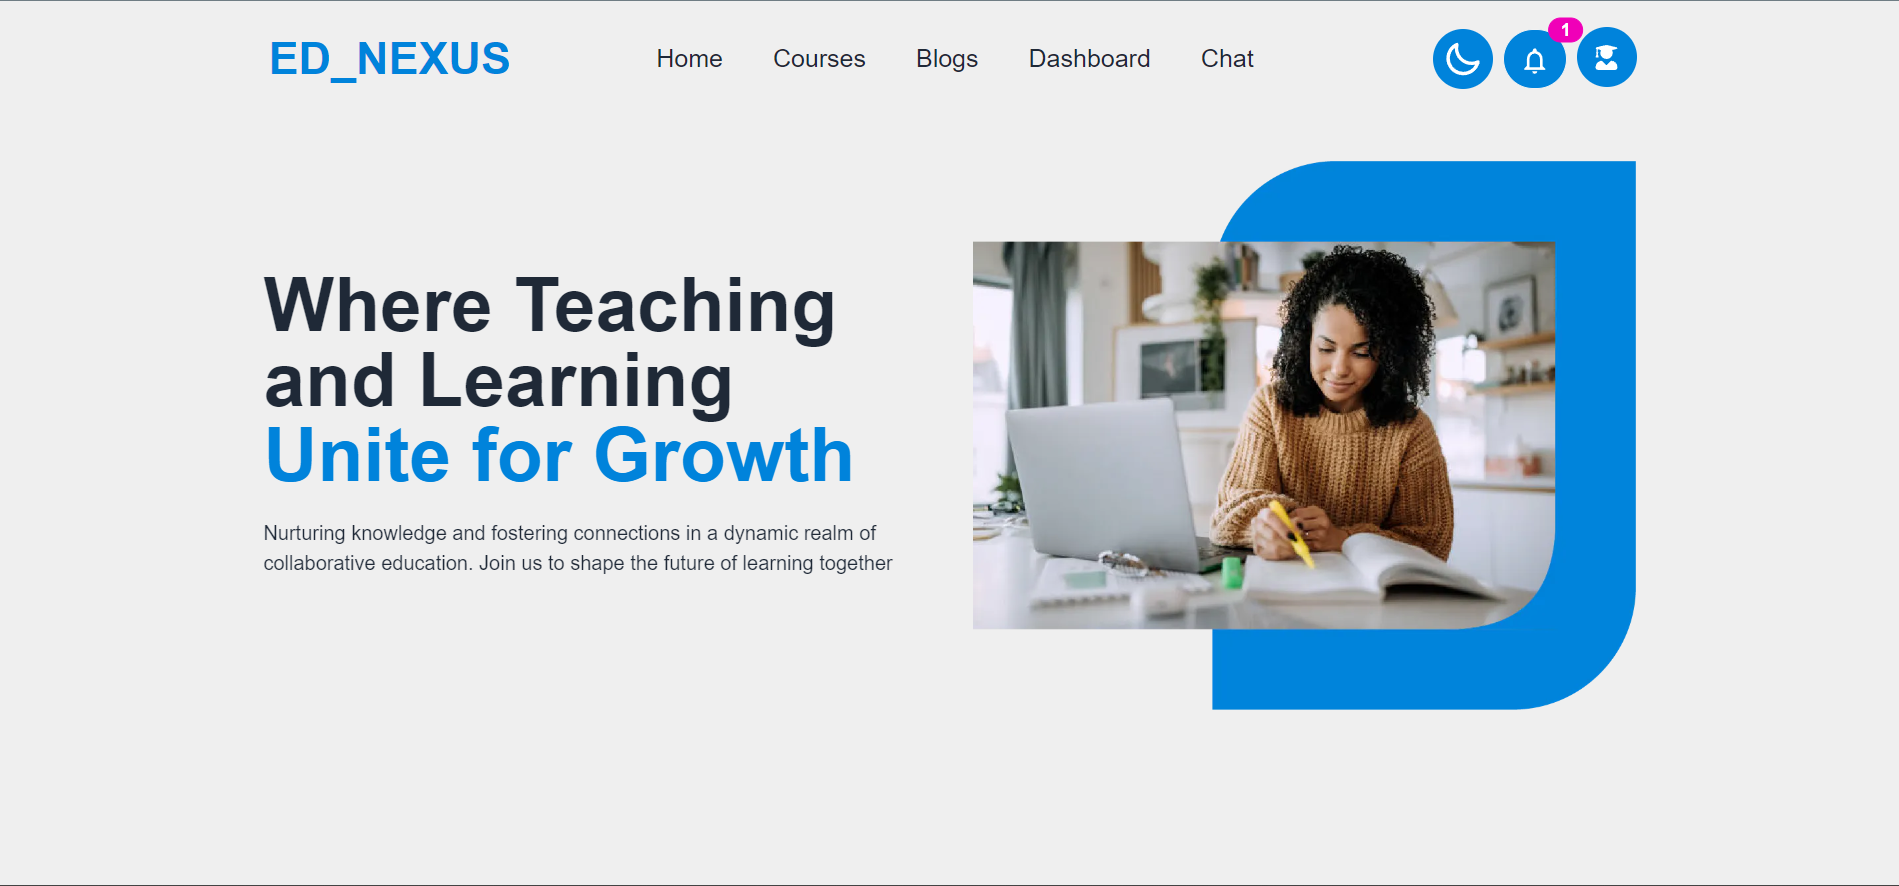 ED_NEXUS
Home Courses Blogs Dashboard Chat
1
Where Teaching
and Learning
Unite for Growth
Nurturing knowledge and fostering connections in a dynamic realm of
collaborative education. Join us to shape the future of learning together